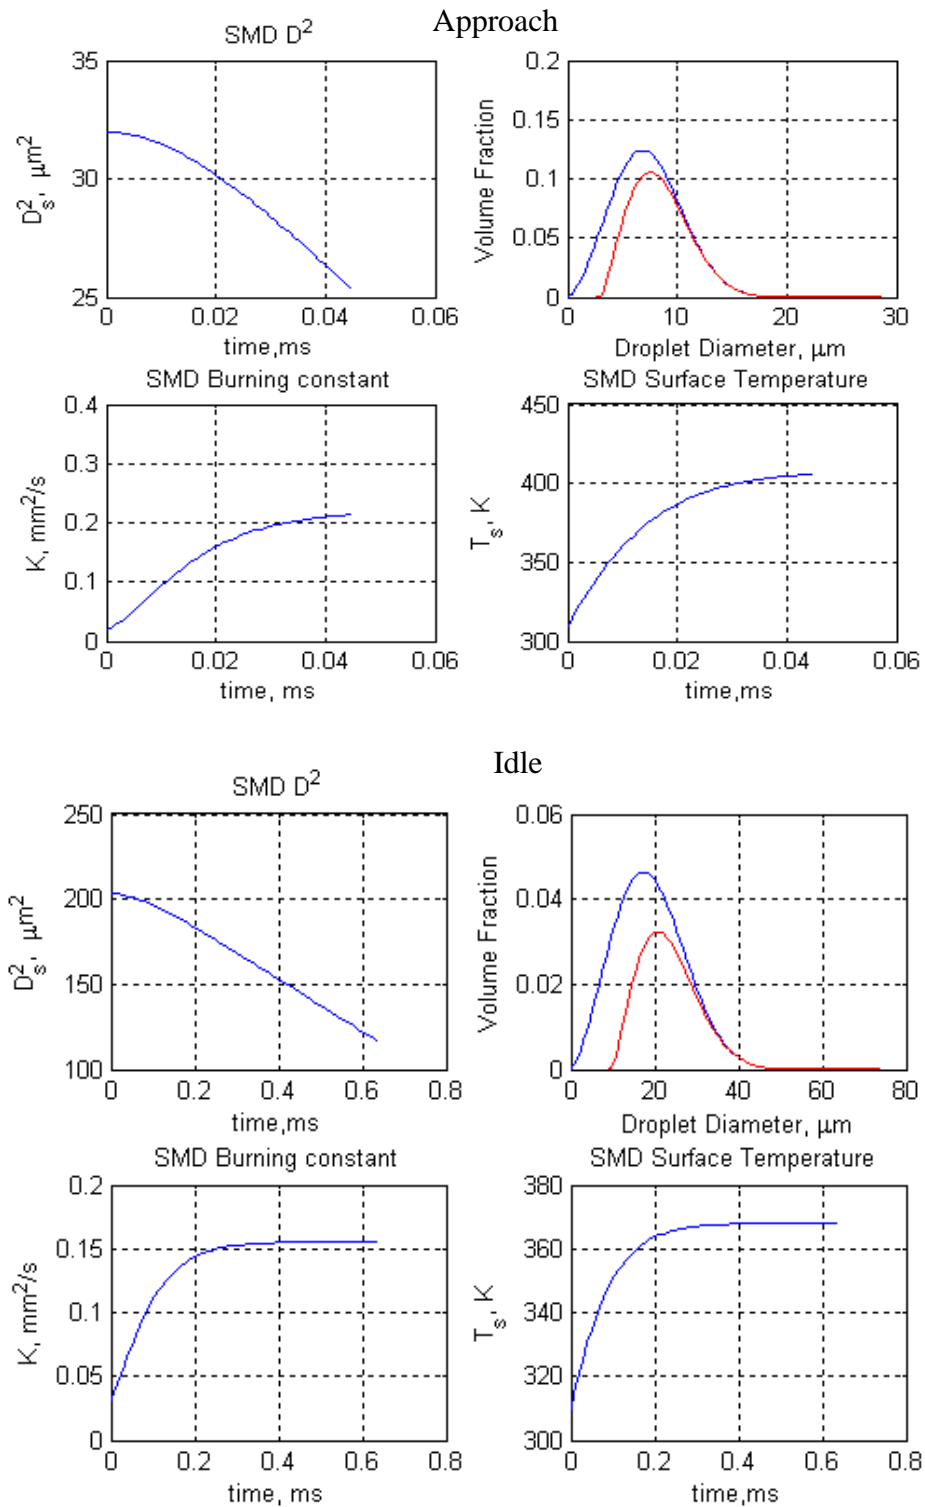 Approach
SMD D²
35
30
25
D²ₛ, μm²
0 0.02 0.04 0.06
time,ms
0.2
0.15
0.1
0.05
0
Volume Fraction
0 10 20 30
Droplet Diameter, μm
SMD Burning constant
0.4
0.3
0.2
0.1
0
K, mm²/s
0 0.02 0.04 0.06
time, ms
SMD Surface Temperature
450
400
350
300
Tₛ, K
0 0.02 0.04 0.06
time,ms
Idle
SMD D²
250
200
150
100
D²ₛ, μm²
0 0.2 0.4 0.6 0.8
time,ms
0.06
0.04
0.02
0
Volume Fraction
0 20 40 60 80
Droplet Diameter, μm
SMD Burning constant
0.2
0.15
0.1
0.05
0
K, mm²/s
0 0.2 0.4 0.6 0.8
time, ms
SMD Surface Temperature
380
360
340
320
300
Tₛ, K
0 0.2 0.4 0.6 0.8
time,ms